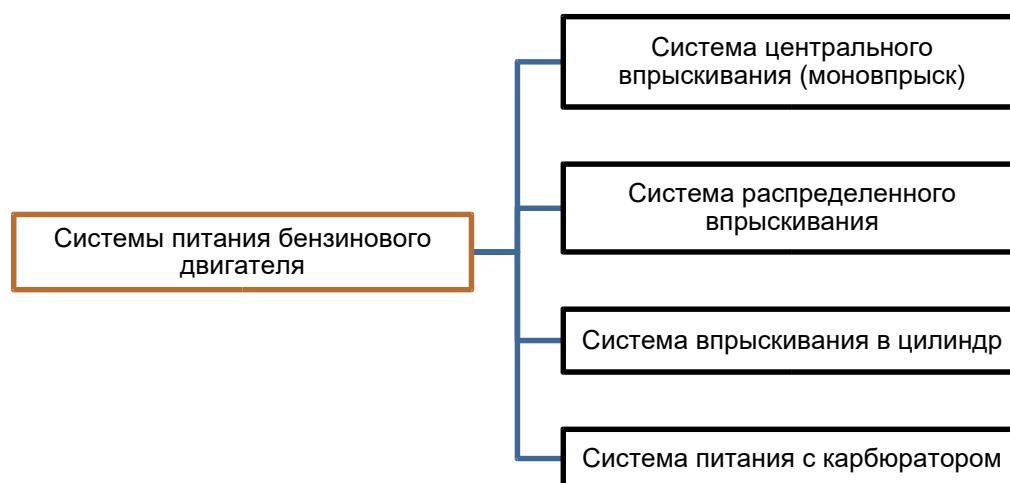 Система центрального
впрыскивания (моновпрыск)
Система распределенного
впрыскивания
Системы питания бензинового
двигателя
Система впрыскивания в цилиндр
Система питания с карбюратором